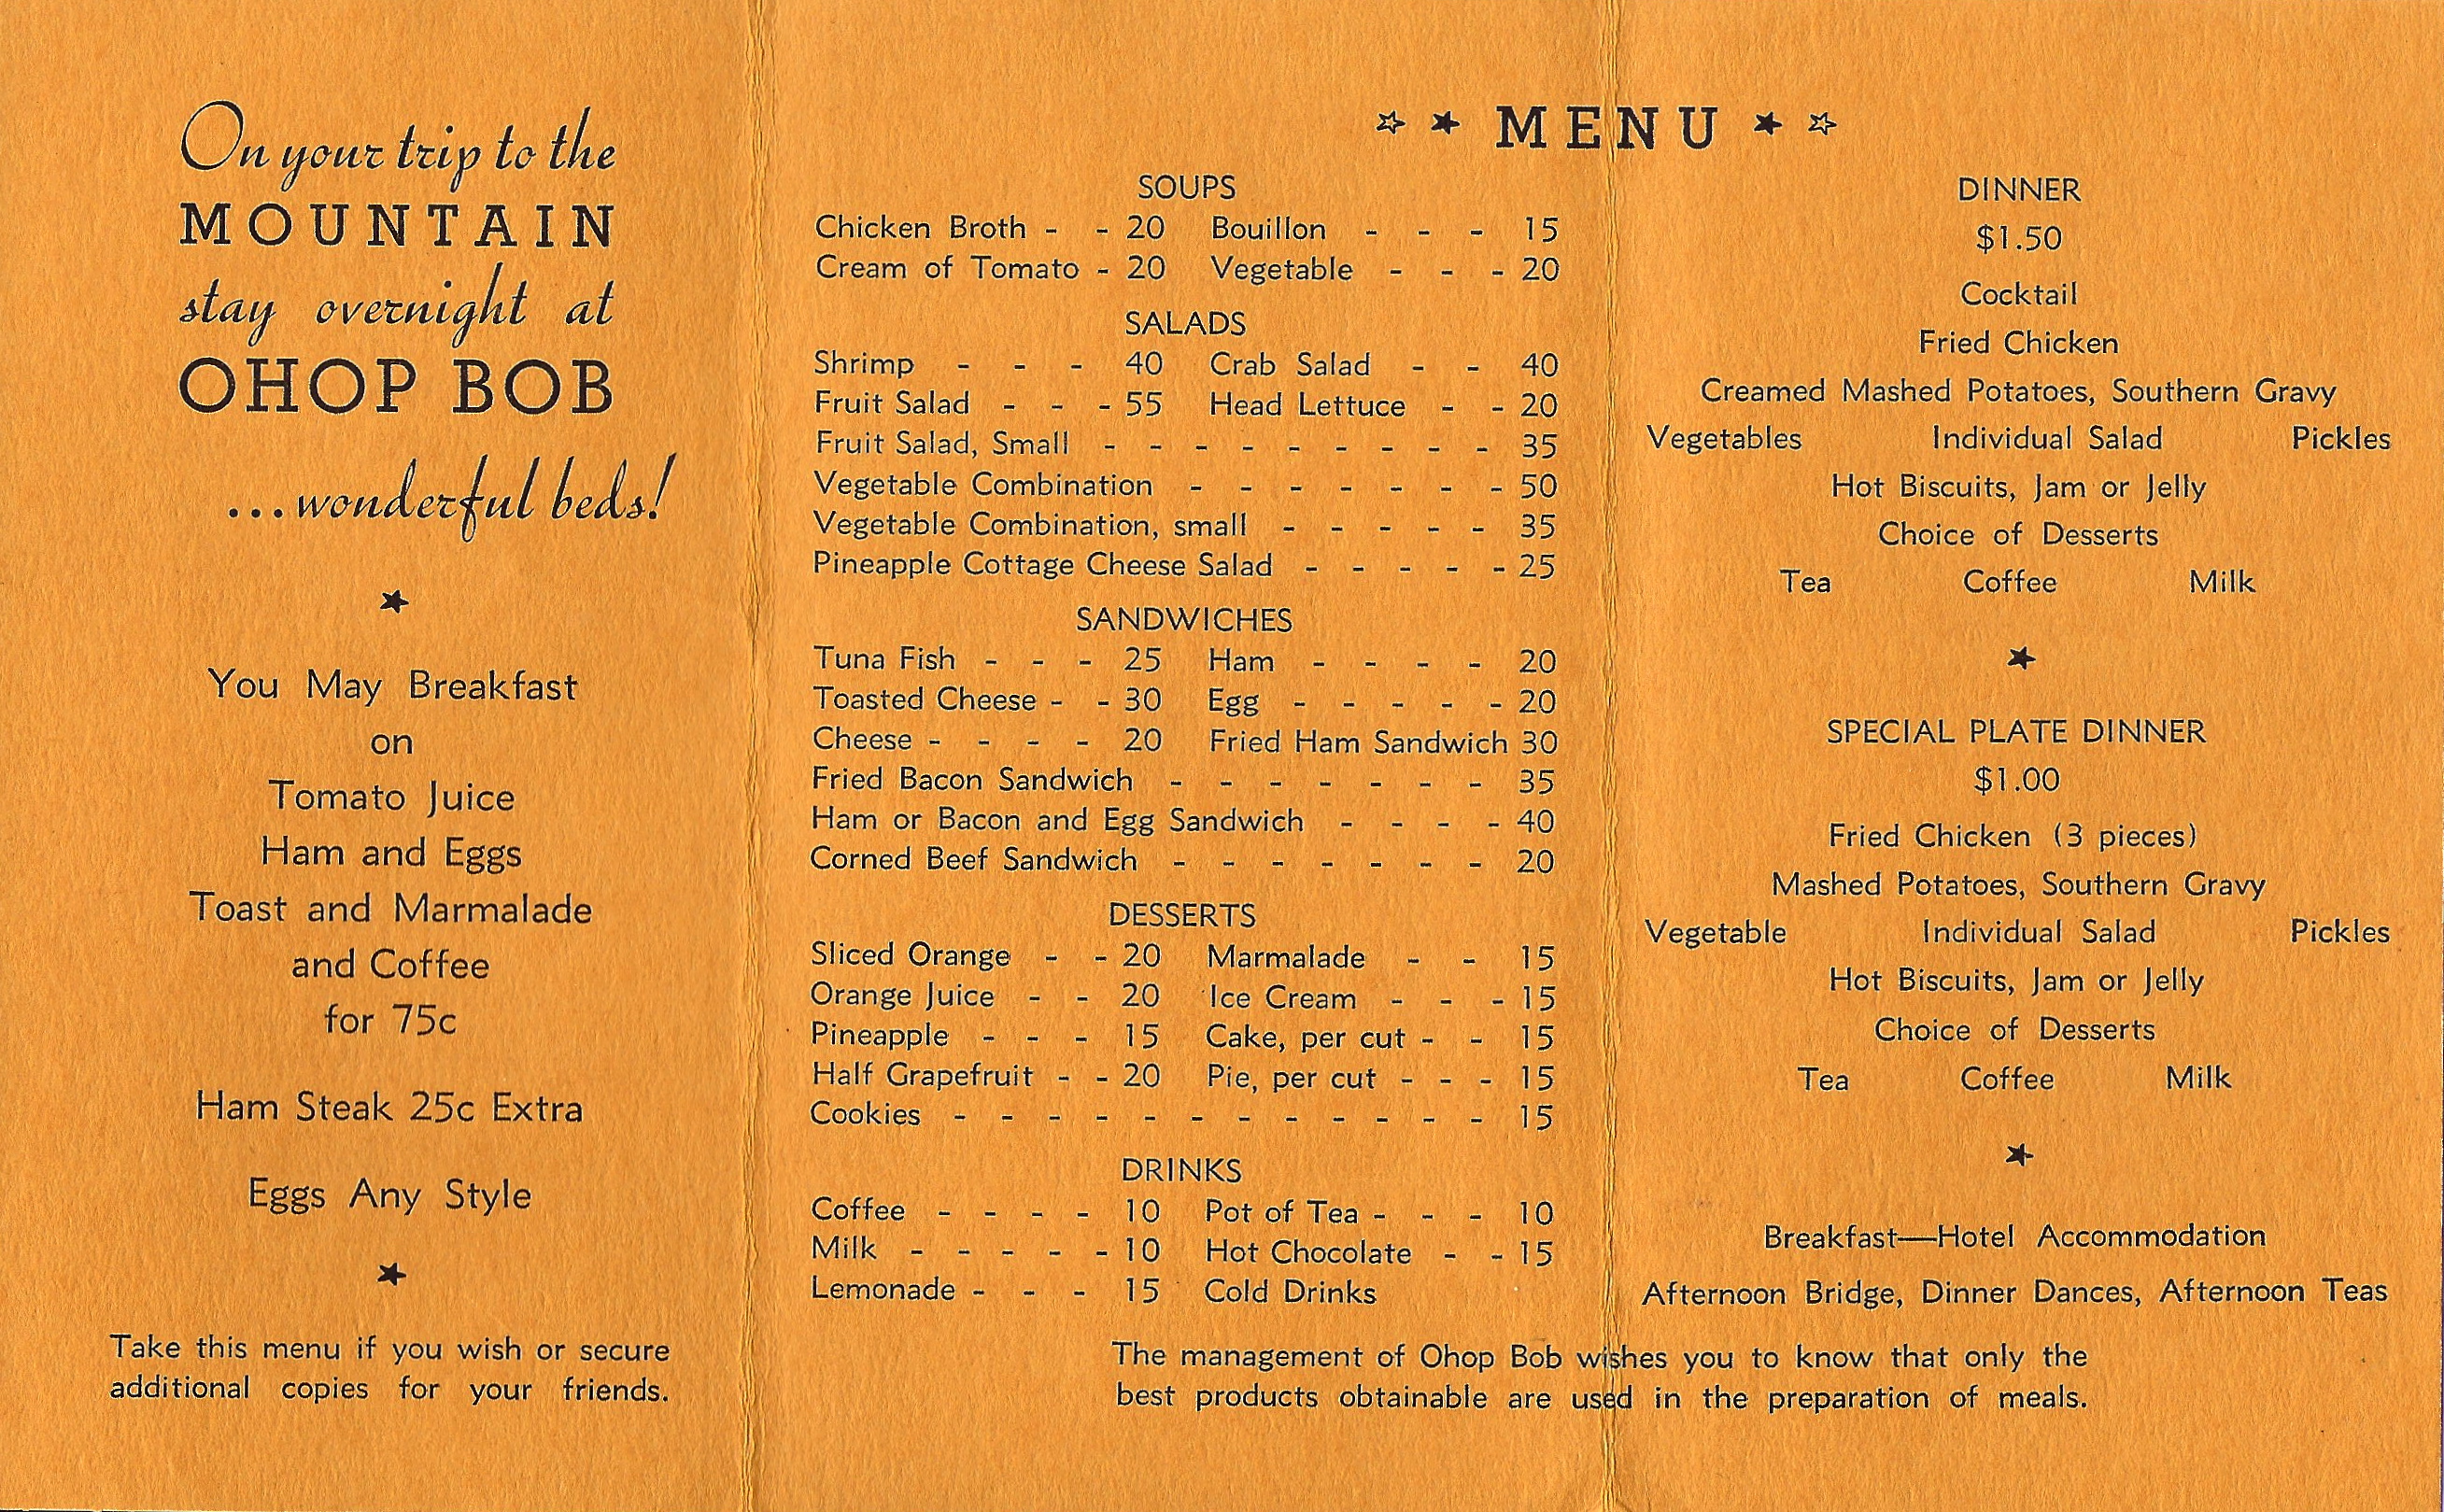 On your trip to the
MOUNTAIN
stay overnight at
OHOP BOB
...wonderful beds!
You May Breakfast
on
Tomato Juice
Ham and Eggs
Toast and Marmalade
and Coffee
for 75c
Ham Steak 25c Extra
Eggs Any Style
Take this menu if you wish or secure
additional copies for your friends.
MENU
SOUPS
Chicken Broth - - 20 Bouillon - - - 15
Cream of Tomato - 20 Vegetable - - - 20
SALADS
Shrimp - - - 40 Crab Salad - - 40
Fruit Salad - - - 55 Head Lettuce - - 20
Fruit Salad, Small - - - - - - - - - 35
Vegetable Combination - - - - - - - 50
Vegetable Combination, small - - - - - 35
Pineapple Cottage Cheese Salad - - - - - 25
SANDWICHES
Tuna Fish - - - 25 Ham - - - - 20
Toasted Cheese - - 30 Egg - - - - - 20
Cheese - - - - 20 Fried Ham Sandwich 30
Fried Bacon Sandwich - - - - - - - 35
Ham or Bacon and Egg Sandwich - - - - 40
Corned Beef Sandwich - - - - - - - 20
DESSERTS
Sliced Orange - - 20 Marmalade - - 15
Orange Juice - - 20 Ice Cream - - - 15
Pineapple - - - 15 Cake, per cut - - 15
Half Grapefruit - - 20 Pie, per cut - - - 15
Cookies - - - - - - - - - - - - 15
DRINKS
Coffee - - - - 10 Pot of Tea - - - 10
Milk - - - - - 10 Hot Chocolate - - 15
Lemonade - - - 15 Cold Drinks
DINNER
$1.50
Cocktail
Fried Chicken
Creamed Mashed Potatoes, Southern Gravy
Vegetables Individual Salad Pickles
Hot Biscuits, Jam or Jelly
Choice of Desserts
Tea Coffee Milk
SPECIAL PLATE DINNER
$1.00
Fried Chicken (3 pieces)
Mashed Potatoes, Southern Gravy
Vegetable Individual Salad Pickles
Hot Biscuits, Jam or Jelly
Choice of Desserts
Tea Coffee Milk
Breakfast—Hotel Accommodation
Afternoon Bridge, Dinner Dances, Afternoon Teas
The management of Ohop Bob wishes you to know that only the
best products obtainable are used in the preparation of meals.